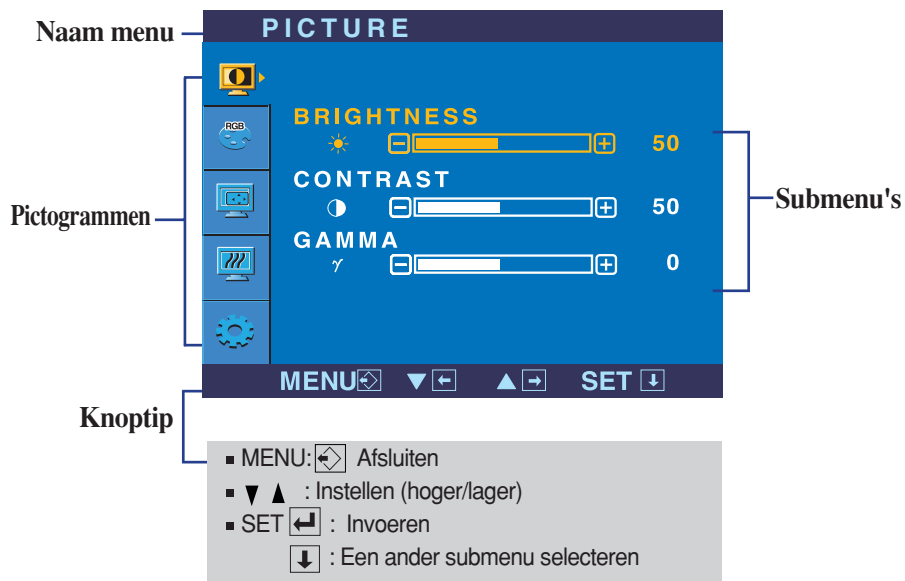 Naam menu
PICTURE
RGB
BRIGHTNESS
50
CONTRAST
50
GAMMA
γ
0
Pictogrammen
Submenu's
MENU ▼ ← ▲ → SET ↓
Knoptip
▪ MENU: Afsluiten
▪ ▼ ▲ : Instellen (hoger/lager)
▪ SET ↵ : Invoeren
↓ : Een ander submenu selecteren